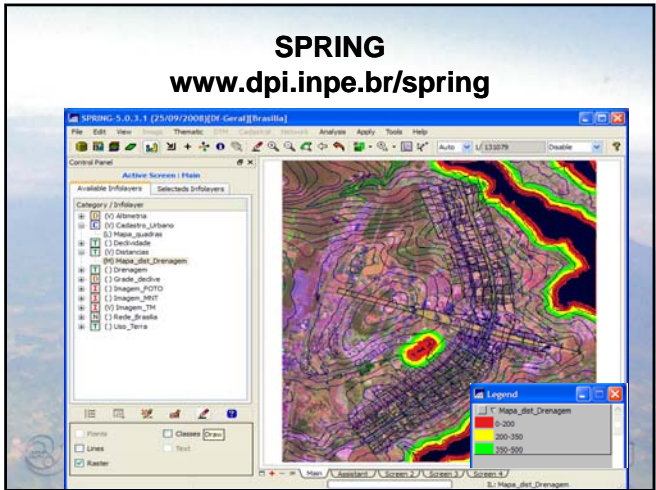 SPRING
www.dpi.inpe.br/spring
SPRING-5.0.3.1 (25/09/2008)[Df-Geral][Brasilia]
File Edit View Image Thematic DTM Cadastral Network Analysis Apply Tools Help
Auto 1/ 131079 Disable
Control Panel
Active Screen : Main
Available Infolayers Selecteds Infolayers
Category / Infolayer
(V) Altimetria
(V) Cadastro_Urbano
(L) Mapa_quadras
() Declividade
(V) Distancias
(M) Mapa_dist_Drenagem
() Drenagem
() Grade_declive
() Imagem_FOTO
() Imagem_MNT
(V) Imagem_TM
() Rede_Brasilia
() Uso_Terra
Points Classes Draw
Lines Text
Raster
Legend
Mapa_dist_Drenagem
0-200
200-350
350-500
Main Assistant Screen 2 Screen 3 Screen 4
IL: Mapa_dist_Drenagem